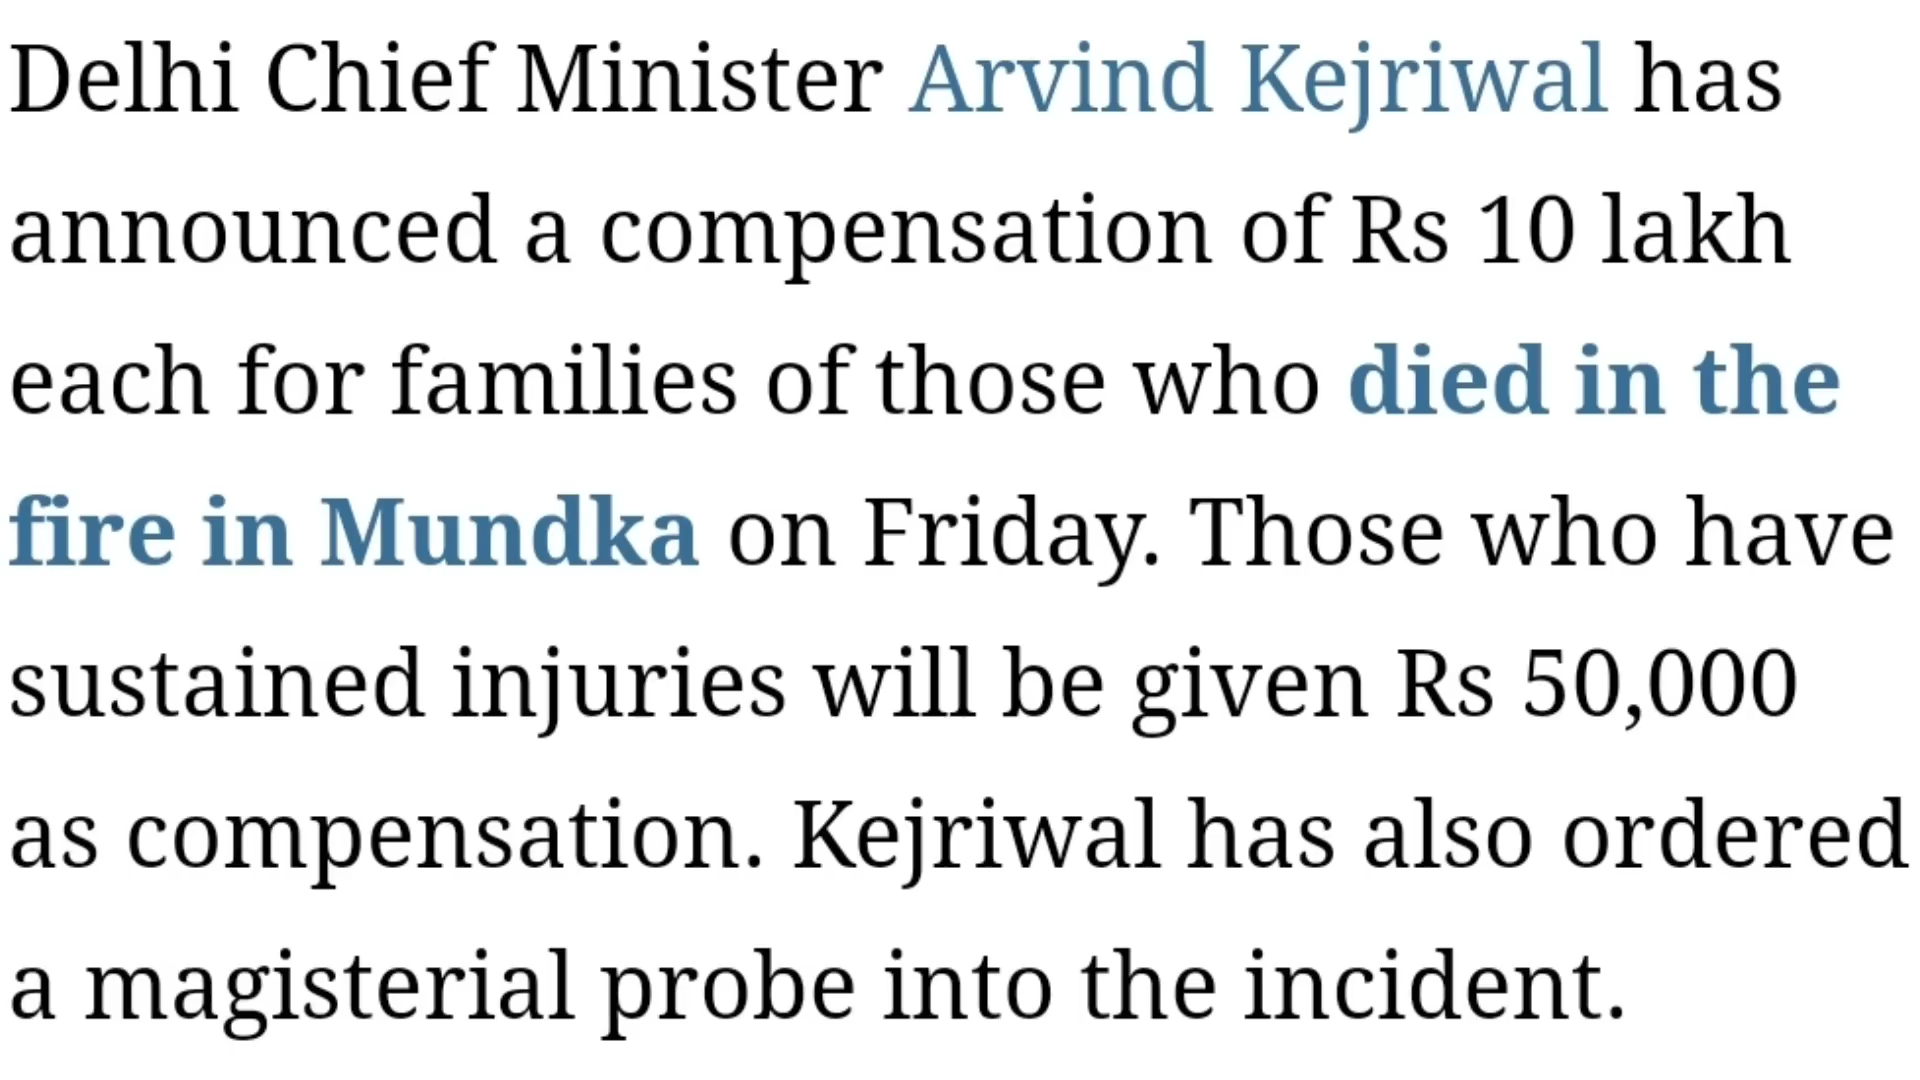 Delhi Chief Minister Arvind Kejriwal has
announced a compensation of Rs 10 lakh
each for families of those who died in the
fire in Mundka on Friday. Those who have
sustained injuries will be given Rs 50,000
as compensation. Kejriwal has also ordered
a magisterial probe into the incident.